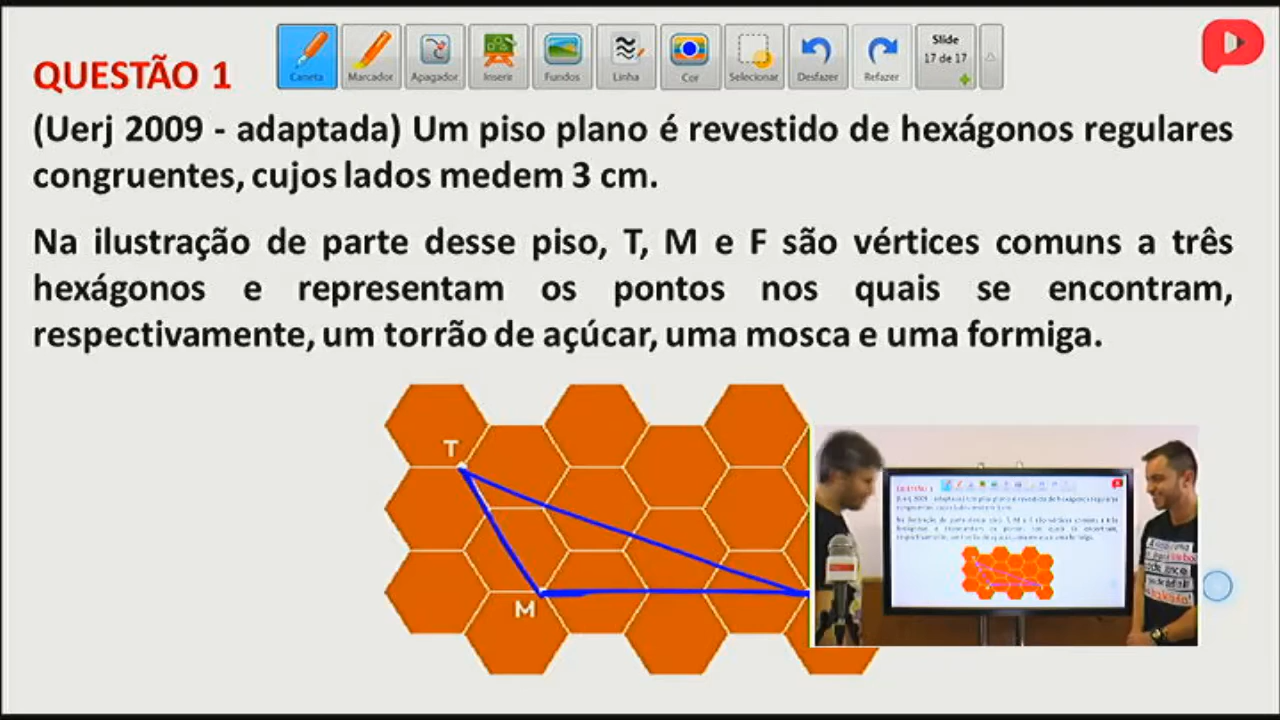 Caneta
Marcador
Apagador
Inserir
Fundos
Linha
Cor
Selecionar
Desfazer
Refazer
Slide
17 de 17
QUESTÃO 1
(Uerj 2009 - adaptada) Um piso plano é revestido de hexágonos regulares
congruentes, cujos lados medem 3 cm.
Na ilustração de parte desse piso, T, M e F são vértices comuns a três
hexágonos e representam os pontos nos quais se encontram,
respectivamente, um torrão de açúcar, uma mosca e uma formiga.
T
M